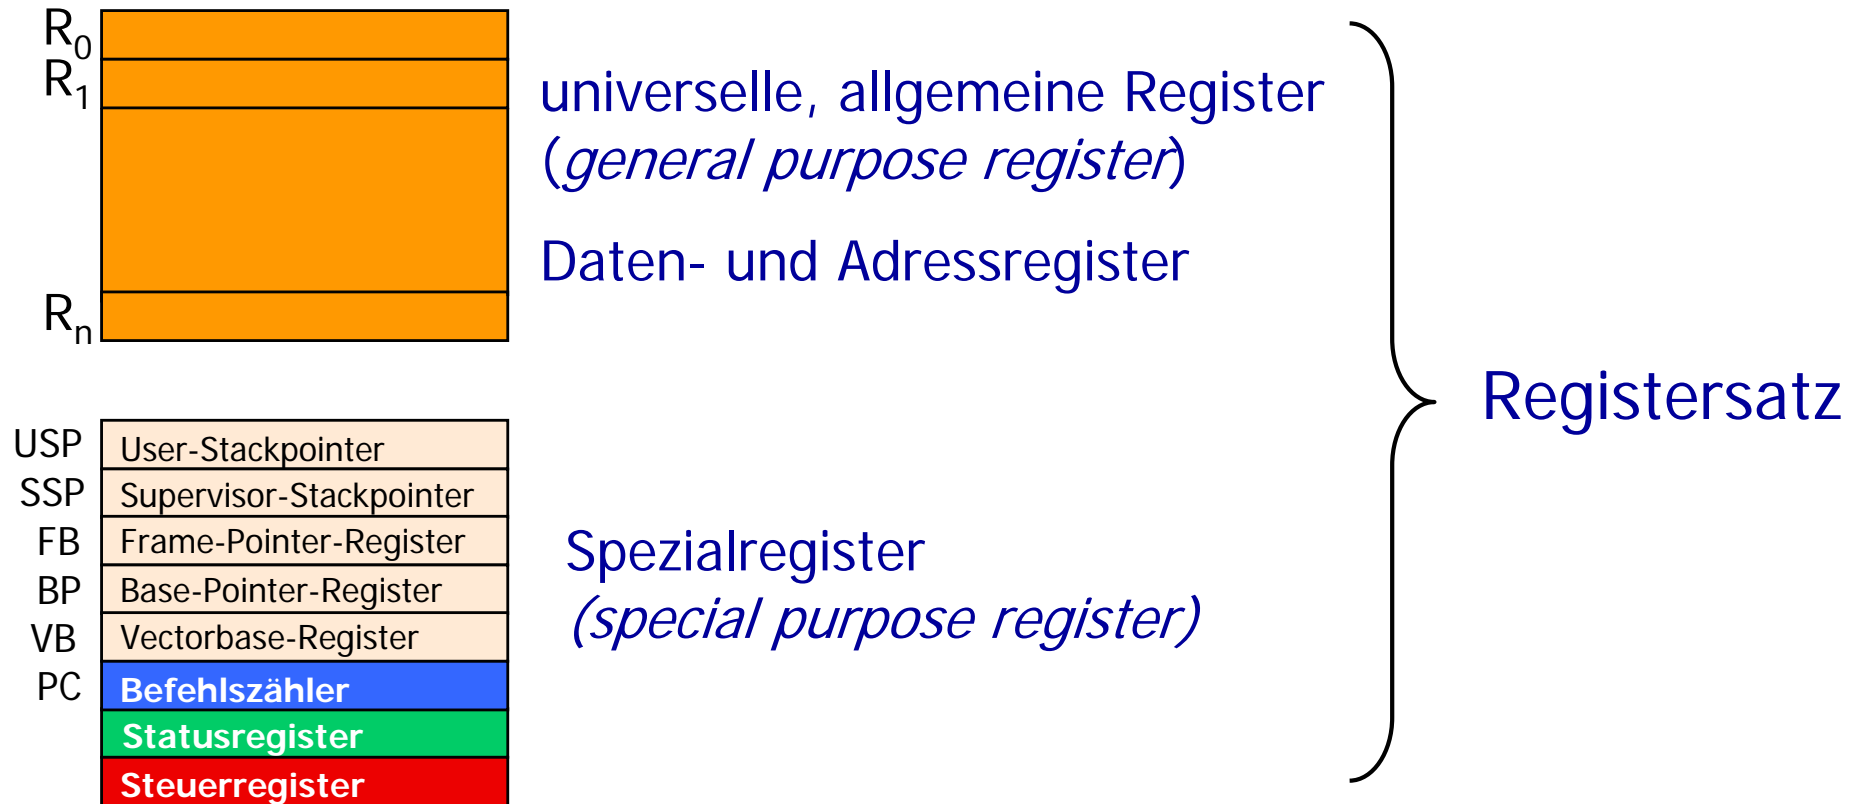 R0
R1
Rn
universelle, allgemeine Register
(general purpose register)
Daten- und Adressregister
Registersatz
USP User-Stackpointer
SSP Supervisor-Stackpointer
FB Frame-Pointer-Register
BP Base-Pointer-Register
VB Vectorbase-Register
PC Befehlszähler
Statusregister
Steuerregister
Spezialregister
(special purpose register)